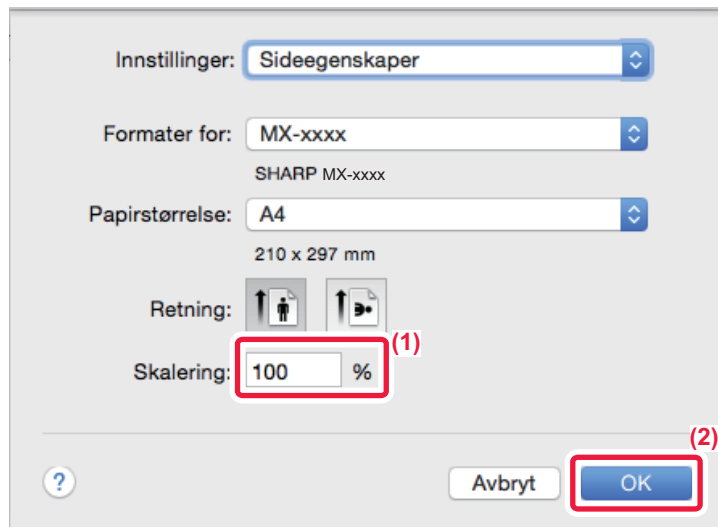 Innstillinger: Sideegenskaper
Formater for: MX-xxxx
SHARP MX-xxxx
Papirstørrelse: A4
210 x 297 mm
Retning:
(1)
Skalering: 100 %
(2)
? Avbryt OK